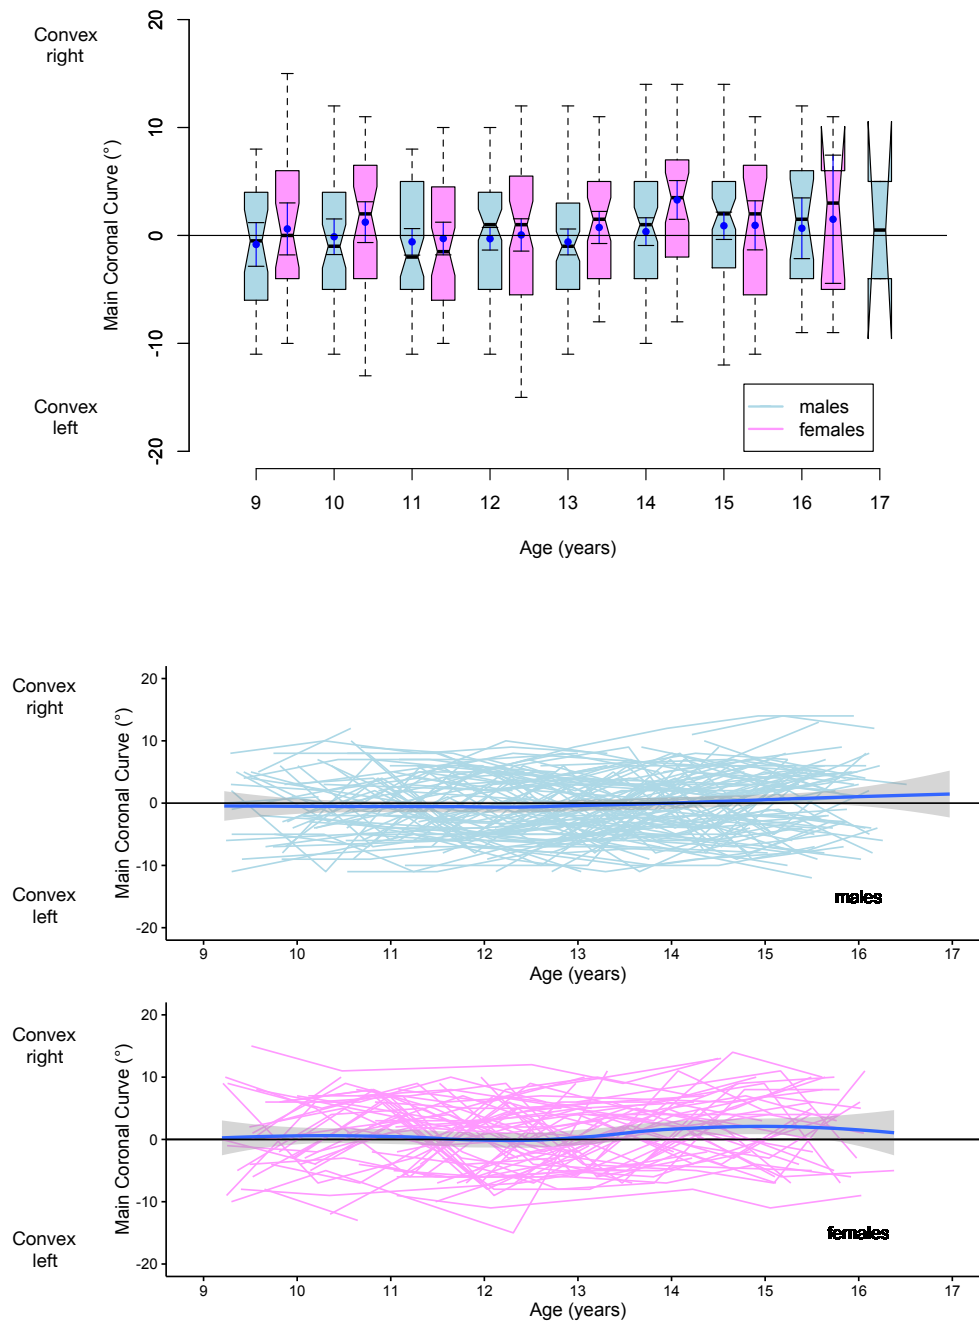 Convex
right
Main Coronal Curve (°)
20
10
0
-10
-20
Convex
left
males
females
9 10 11 12 13 14 15 16 17
Age (years)
Convex
right
Main Coronal Curve (°)
20
10
0
-10
-20
Convex
left
males
9 10 11 12 13 14 15 16 17
Age (years)
Convex
right
Main Coronal Curve (°)
20
10
0
-10
-20
Convex
left
females
9 10 11 12 13 14 15 16 17
Age (years)